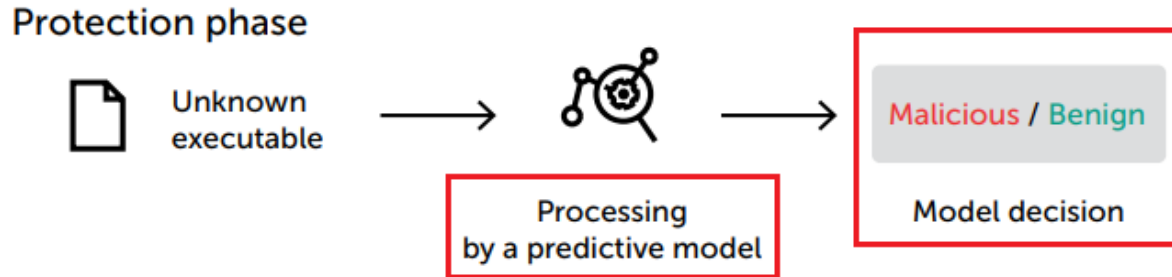 Protection phase
Unknown
executable
Processing
by a predictive model
Malicious / Benign
Model decision